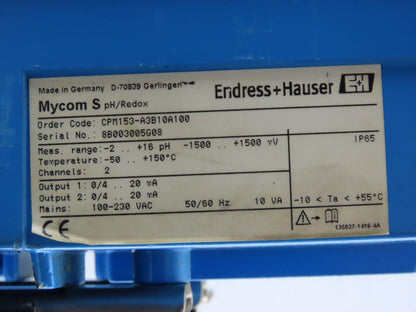 Made in Germany D-70839 Gerlingen
Endress+Hauser EH
Mycom S pH/Redox
Order Code: CPM153-A3B10A100
Serial No.: 8B003005G08
Meas. range:-2 .. +16 pH -1500 .. +1500 mV IP65
Temperature:-50 .. +150°C
Channels: 2
Output 1: 0/4 .. 20 mA
Output 2: 0/4 .. 20 mA
Mains: 100-230 VAC 50/60 Hz 10 VA -10 < Ta < +55°C
CE
135037-1416-4A